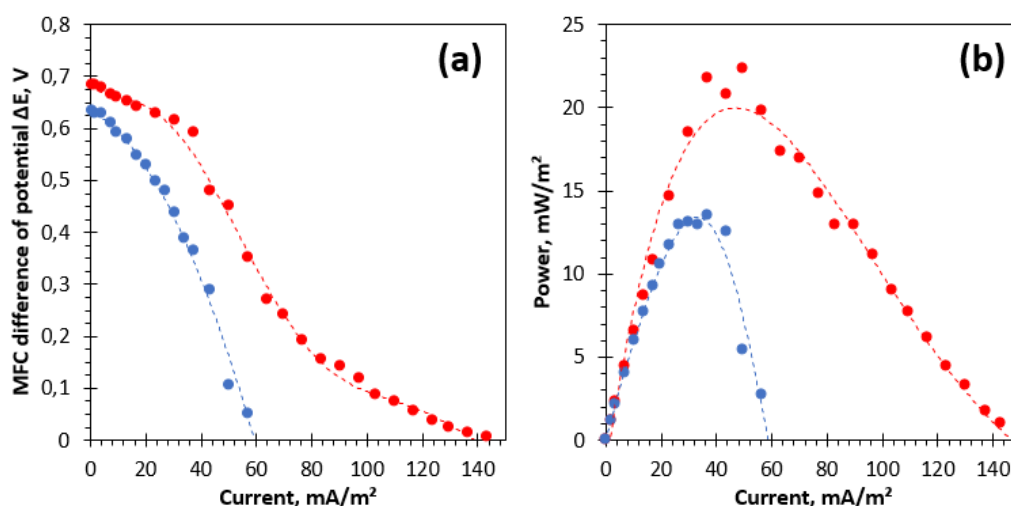 (a)
MFC difference of potential ΔE, V
0,8
0,7
0,6
0,5
0,4
0,3
0,2
0,1
0
0 20 40 60 80 100 120 140
Current, mA/m²
(b)
Power, mW/m²
25
20
15
10
5
0
0 20 40 60 80 100 120 140
Current, mA/m²